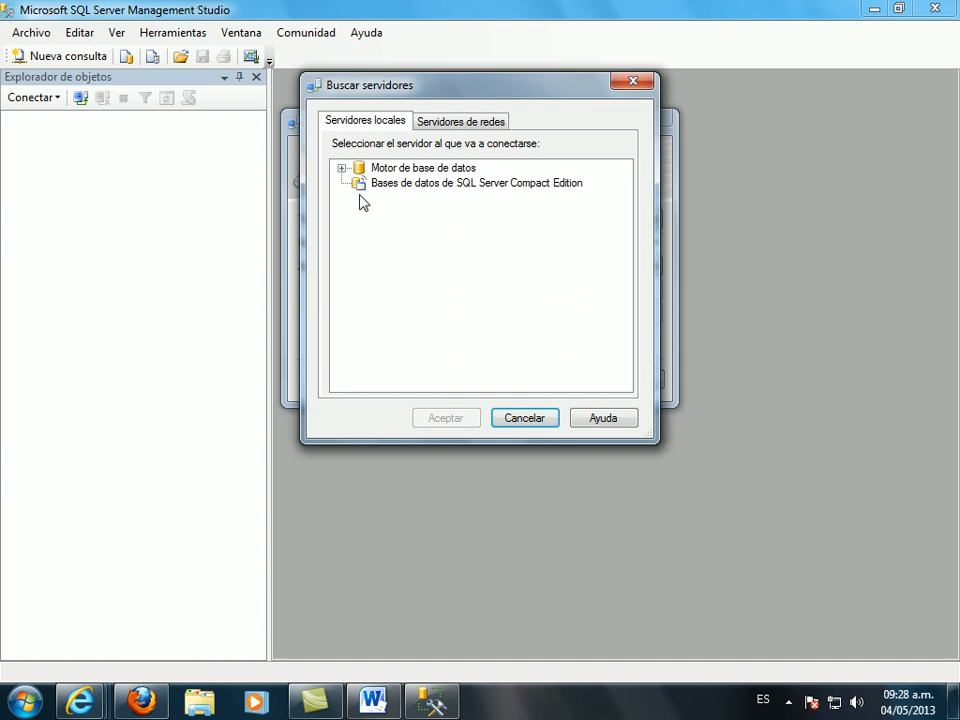 Microsoft SQL Server Management Studio
Archivo Editar Ver Herramientas Ventana Comunidad Ayuda
Nueva consulta
Explorador de objetos
Conectar
Buscar servidores
Servidores locales Servidores de redes
Seleccionar el servidor al que va a conectarse:
Motor de base de datos
Bases de datos de SQL Server Compact Edition
Aceptar Cancelar Ayuda
ES
09:28 a.m.
04/05/2013